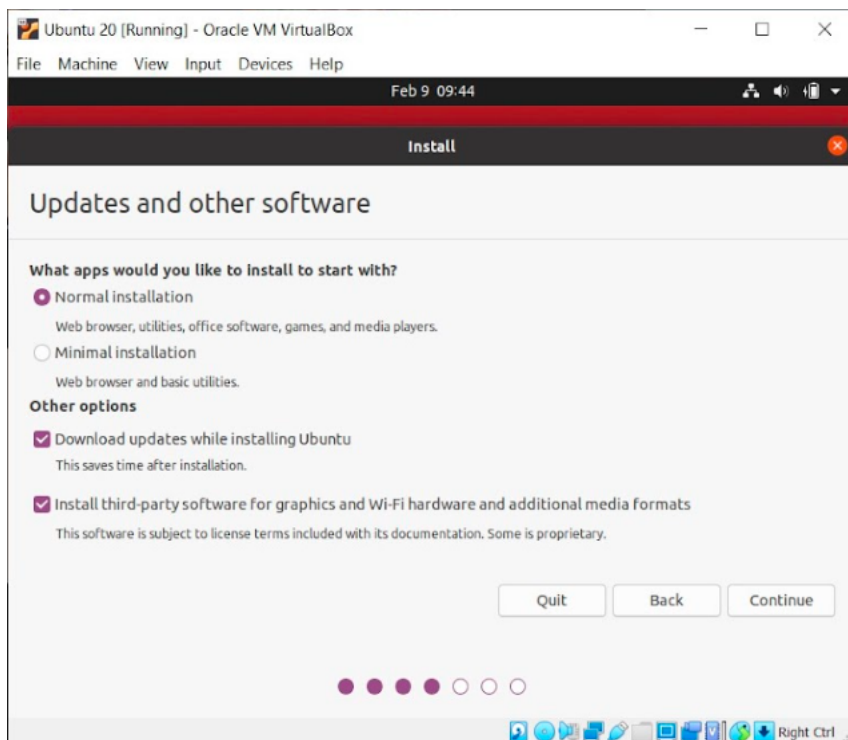 Ubuntu 20 [Running] - Oracle VM VirtualBox
File Machine View Input Devices Help
Feb 9 09:44
Install
Updates and other software
What apps would you like to install to start with?
Normal installation
Web browser, utilities, office software, games, and media players.
Minimal installation
Web browser and basic utilities.
Other options
Download updates while installing Ubuntu
This saves time after installation.
Install third-party software for graphics and Wi-Fi hardware and additional media formats
This software is subject to license terms included with its documentation. Some is proprietary.
Quit Back Continue
Right Ctrl